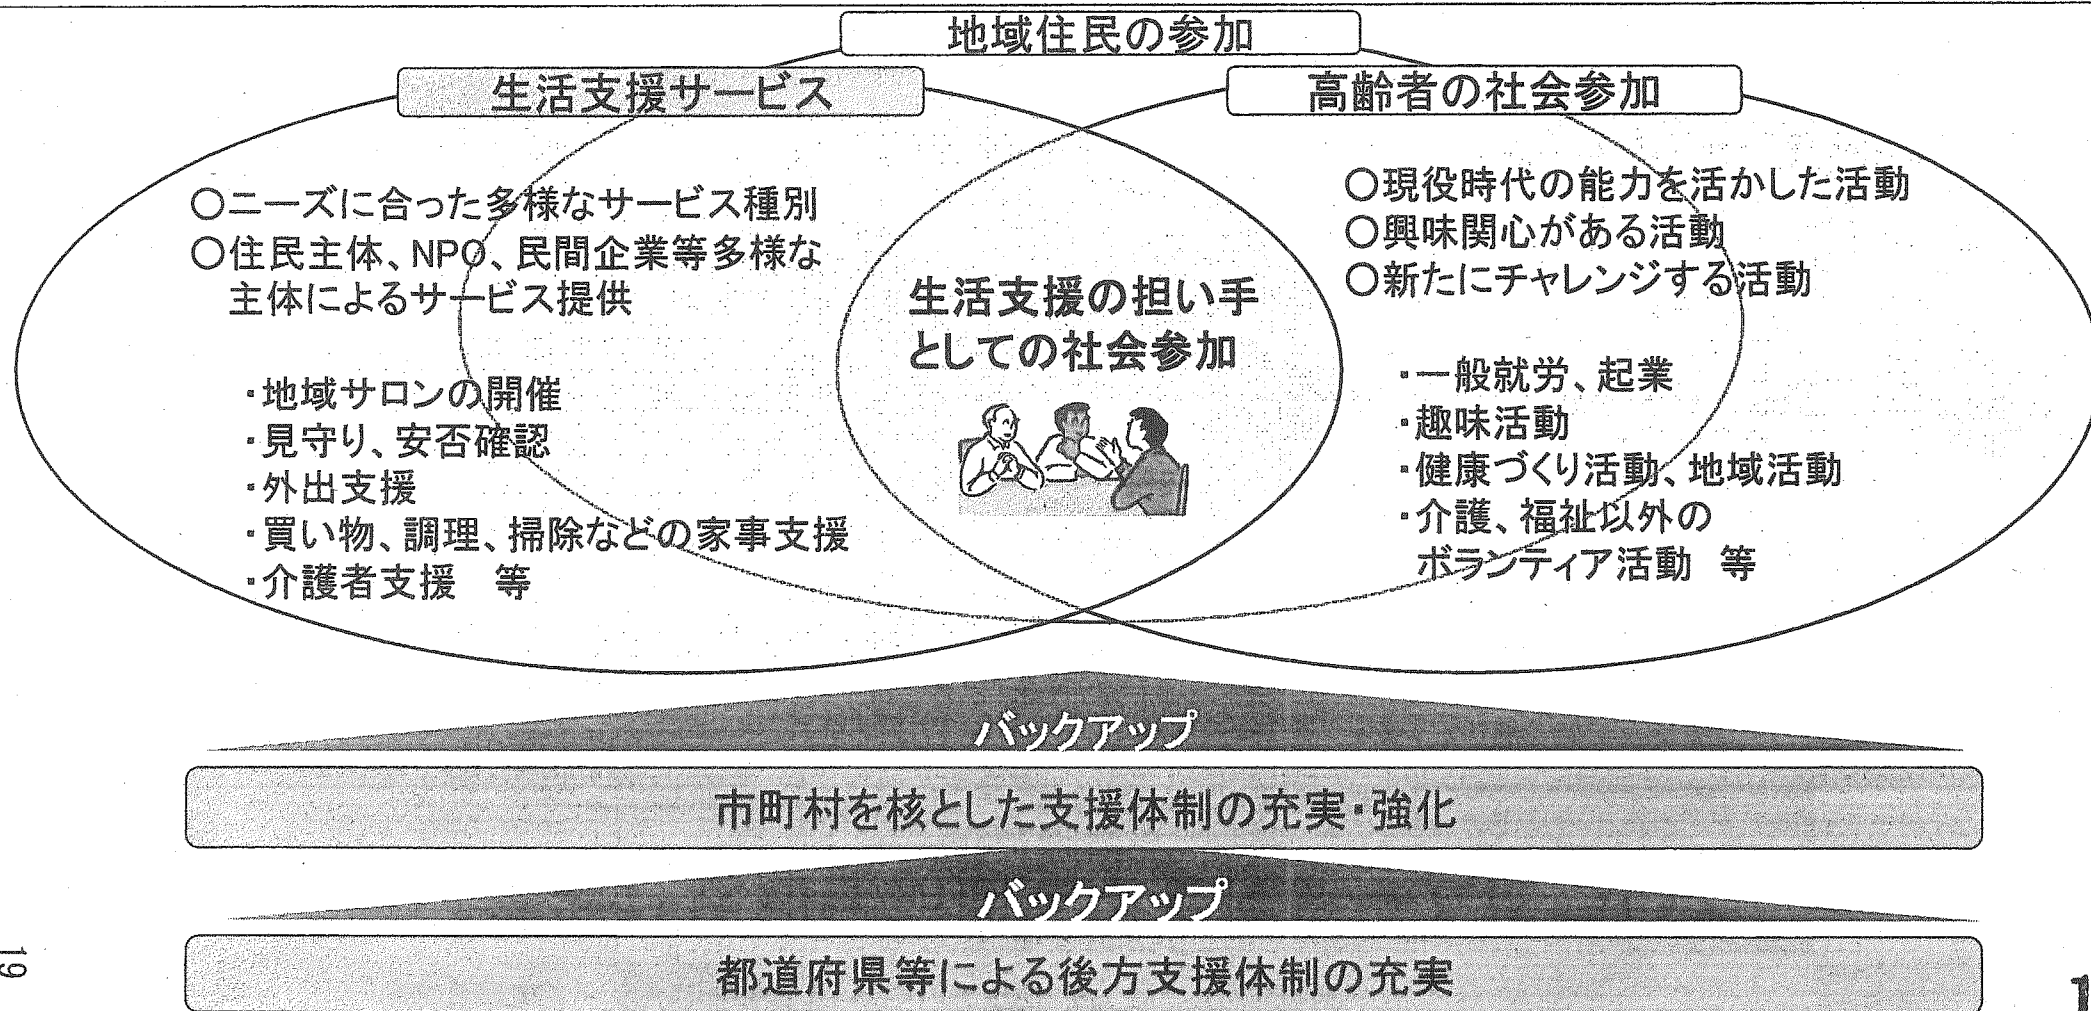 地域住民の参加
生活支援サービス
高齢者の社会参加
○ニーズに合った多様なサービス種別
○住民主体、NPO、民間企業等多様な
主体によるサービス提供
・地域サロンの開催
・見守り、安否確認
・外出支援
・買い物、調理、掃除などの家事支援
・介護者支援 等
生活支援の担い手
としての社会参加
○現役時代の能力を活かした活動
○興味関心がある活動
○新たにチャレンジする活動
・一般就労、起業
・趣味活動
・健康づくり活動、地域活動
・介護、福祉以外の
ボランティア活動 等
バックアップ
市町村を核とした支援体制の充実・強化
バックアップ
都道府県等による後方支援体制の充実
19